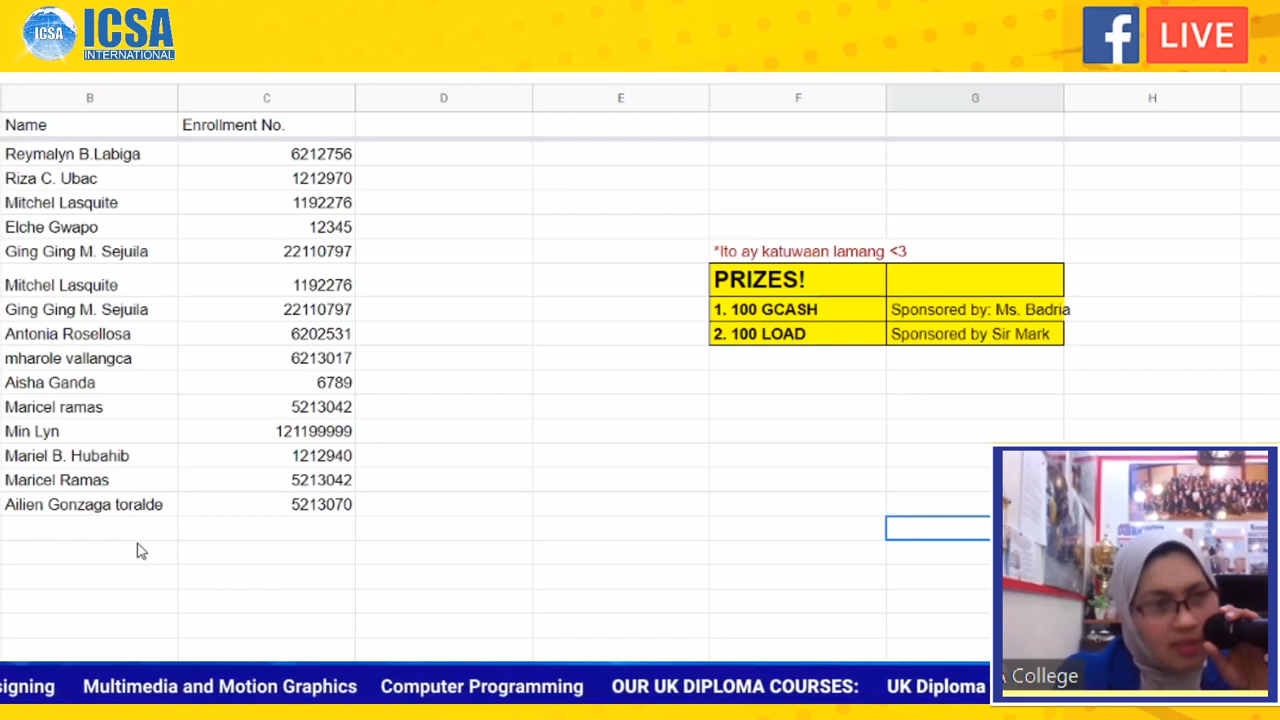 ICSA
ICSA
INTERNATIONAL
f
LIVE
B C D E F G H
Name Enrollment No.
Reymalyn B.Labiga 6212756
Riza C. Ubac 1212970
Mitchel Lasquite 1192276
Elche Gwapo 12345
Ging Ging M. Sejuila 22110797 *Ito ay katuwaan lamang <3
PRIZES!
Mitchel Lasquite 1192276
Ging Ging M. Sejuila 22110797 1. 100 GCASH Sponsored by: Ms. Badria
Antonia Rosellosa 6202531 2. 100 LOAD Sponsored by Sir Mark
mharole vallangca 6213017
Aisha Ganda 6789
Maricel ramas 5213042
Min Lyn 121199999
Mariel B. Hubahib 1212940
Maricel Ramas 5213042
Ailien Gonzaga toralde 5213070
A College
signing Multimedia and Motion Graphics Computer Programming OUR UK DIPLOMA COURSES: UK Diploma